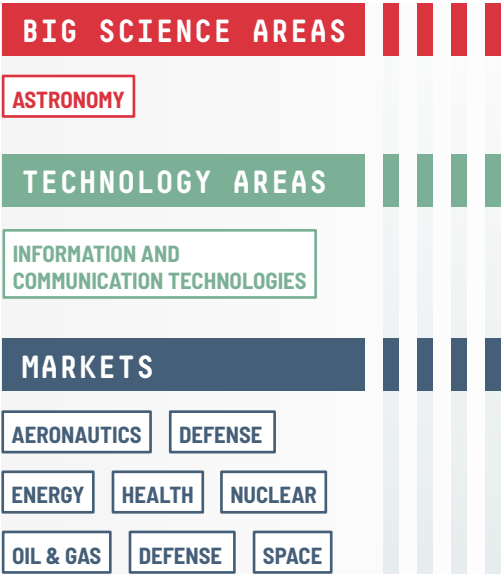 BIG SCIENCE AREAS
ASTRONOMY
TECHNOLOGY AREAS
INFORMATION AND
COMMUNICATION TECHNOLOGIES
MARKETS
AERONAUTICS DEFENSE
ENERGY HEALTH NUCLEAR
OIL & GAS DEFENSE SPACE